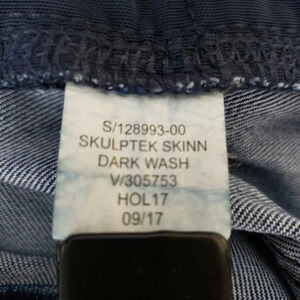 S/128993-00
SKULPTEK SKINN
DARK WASH
V/305753
HOL17
09/17